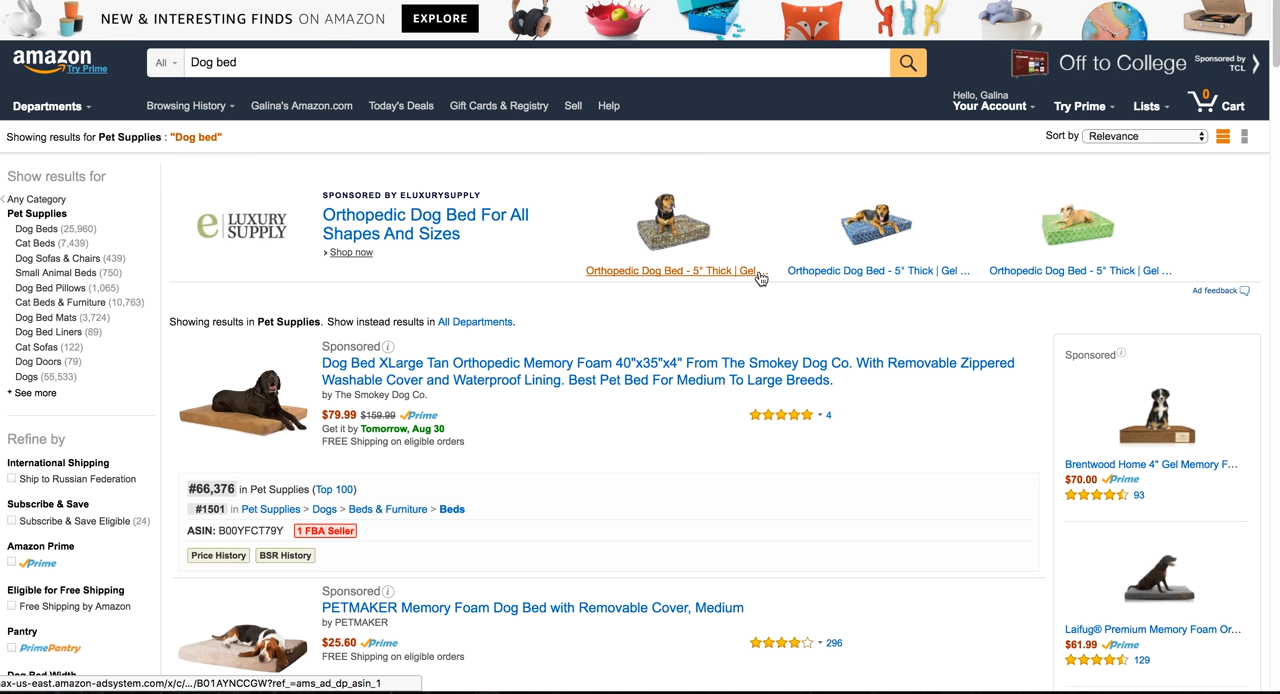 NEW & INTERESTING FINDS ON AMAZON
EXPLORE
amazon
Try Prime
All
Dog bed
Off to College
Sponsored by
TCL
Departments
Browsing History
Galina's Amazon.com
Today's Deals
Gift Cards & Registry
Sell
Help
Hello, Galina
Your Account
Try Prime
Lists
0
Cart
Showing results for Pet Supplies : "Dog bed"
Sort by
Relevance
Show results for
Any Category
Pet Supplies
Dog Beds (25,960)
Cat Beds (7,439)
Dog Sofas & Chairs (439)
Small Animal Beds (750)
Dog Bed Pillows (1,065)
Cat Beds & Furniture (10,763)
Dog Bed Mats (3,724)
Dog Bed Liners (89)
Cat Sofas (122)
Dog Doors (79)
Dogs (55,533)
+ See more
Refine by
International Shipping
Ship to Russian Federation
Subscribe & Save
Subscribe & Save Eligible (24)
Amazon Prime
Prime
Eligible for Free Shipping
Free Shipping by Amazon
Pantry
PrimePantry
Dog Bed Width
e LUXURY
SUPPLY
SPONSORED BY ELUXURYSUPPLY
Orthopedic Dog Bed For All
Shapes And Sizes
› Shop now
Orthopedic Dog Bed - 5" Thick | Gel ...
Orthopedic Dog Bed - 5" Thick | Gel ...
Orthopedic Dog Bed - 5" Thick | Gel ...
Ad feedback
Showing results in Pet Supplies. Show instead results in All Departments.
Sponsored
Dog Bed XLarge Tan Orthopedic Memory Foam 40"x35"x4" From The Smokey Dog Co. With Removable Zippered
Washable Cover and Waterproof Lining. Best Pet Bed For Medium To Large Breeds.
by The Smokey Dog Co.
$79.99 $159.99 Prime
4
Get it by Tomorrow, Aug 30
FREE Shipping on eligible orders
#66,376 in Pet Supplies (Top 100)
#1501 in Pet Supplies > Dogs > Beds & Furniture > Beds
ASIN: B00YFCT79Y 1 FBA Seller
Price History
BSR History
Sponsored
PETMAKER Memory Foam Dog Bed with Removable Cover, Medium
by PETMAKER
$25.60 Prime
296
FREE Shipping on eligible orders
Sponsored
Brentwood Home 4" Gel Memory F...
$70.00 Prime
93
Laifug® Premium Memory Foam Or...
$61.99 Prime
129
ax-us-east.amazon-adsystem.com/x/c/.../B01AYNCCGW?ref_=ams_ad_dp_asin_1